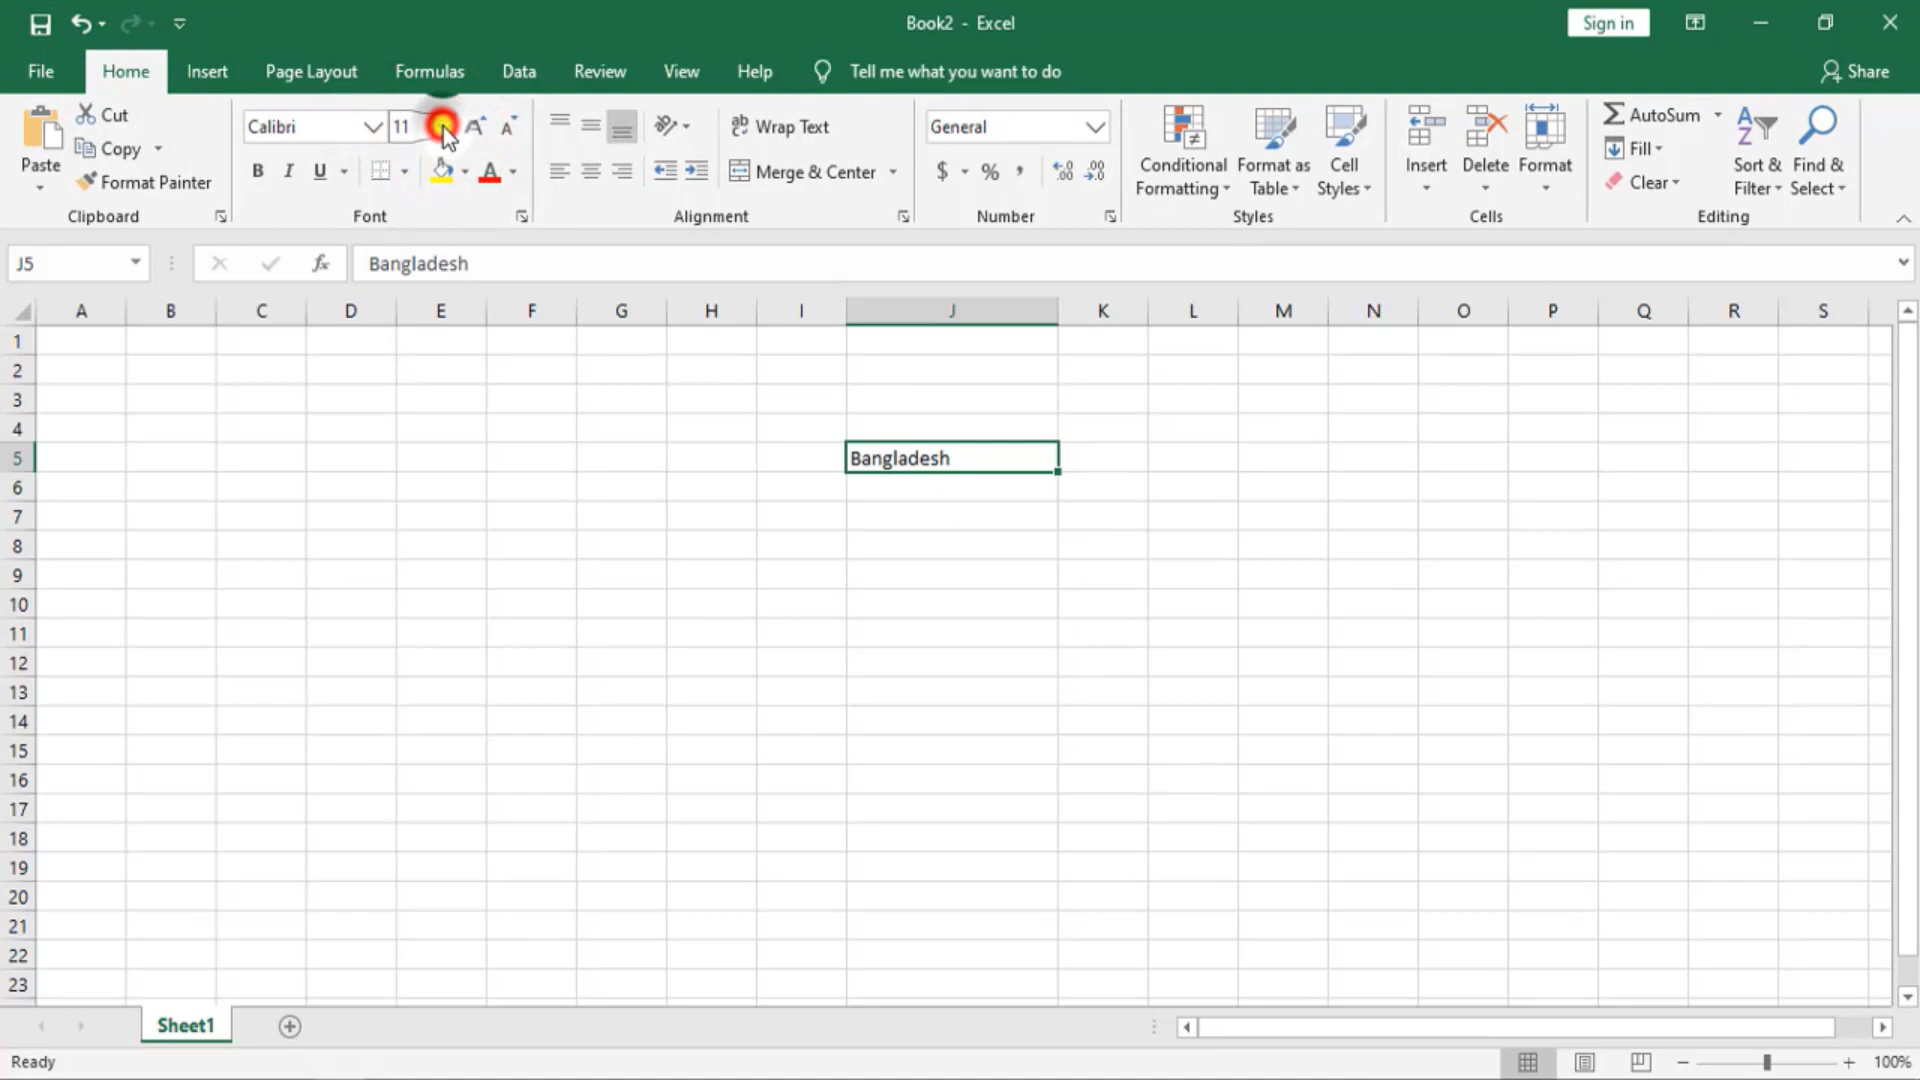 Book2 - Excel
Sign in
File Home Insert Page Layout Formulas Data Review View Help Tell me what you want to do Share
Paste
Cut
Copy
Format Painter
Clipboard
Calibri 11
B I U
Font
Wrap Text
Merge & Center
Alignment
General
$ % ,
Number
Conditional Formatting
Format as Table
Cell Styles
Styles
Insert Delete Format
Cells
AutoSum
Fill
Clear
Sort & Filter
Find & Select
Editing
J5 fx Bangladesh
A B C D E F G H I J K L M N O P Q R S
1
2
3
4
5 Bangladesh
6
7
8
9
10
11
12
13
14
15
16
17
18
19
20
21
22
23
Sheet1
Ready 100%